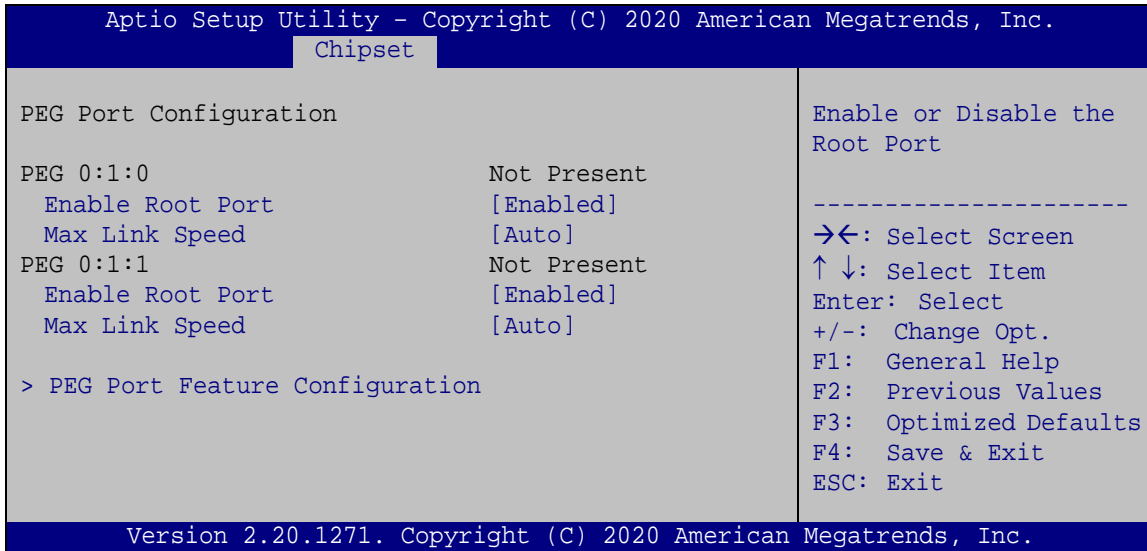 Aptio Setup Utility – Copyright (C) 2020 American Megatrends, Inc.
Chipset
PEG Port Configuration
PEG 0:1:0 Not Present
Enable Root Port [Enabled]
Max Link Speed [Auto]
PEG 0:1:1 Not Present
Enable Root Port [Enabled]
Max Link Speed [Auto]
> PEG Port Feature Configuration
Enable or Disable the
Root Port
----------------------
→←: Select Screen
↑ ↓: Select Item
Enter: Select
+/-: Change Opt.
F1: General Help
F2: Previous Values
F3: Optimized Defaults
F4: Save & Exit
ESC: Exit
Version 2.20.1271. Copyright (C) 2020 American Megatrends, Inc.